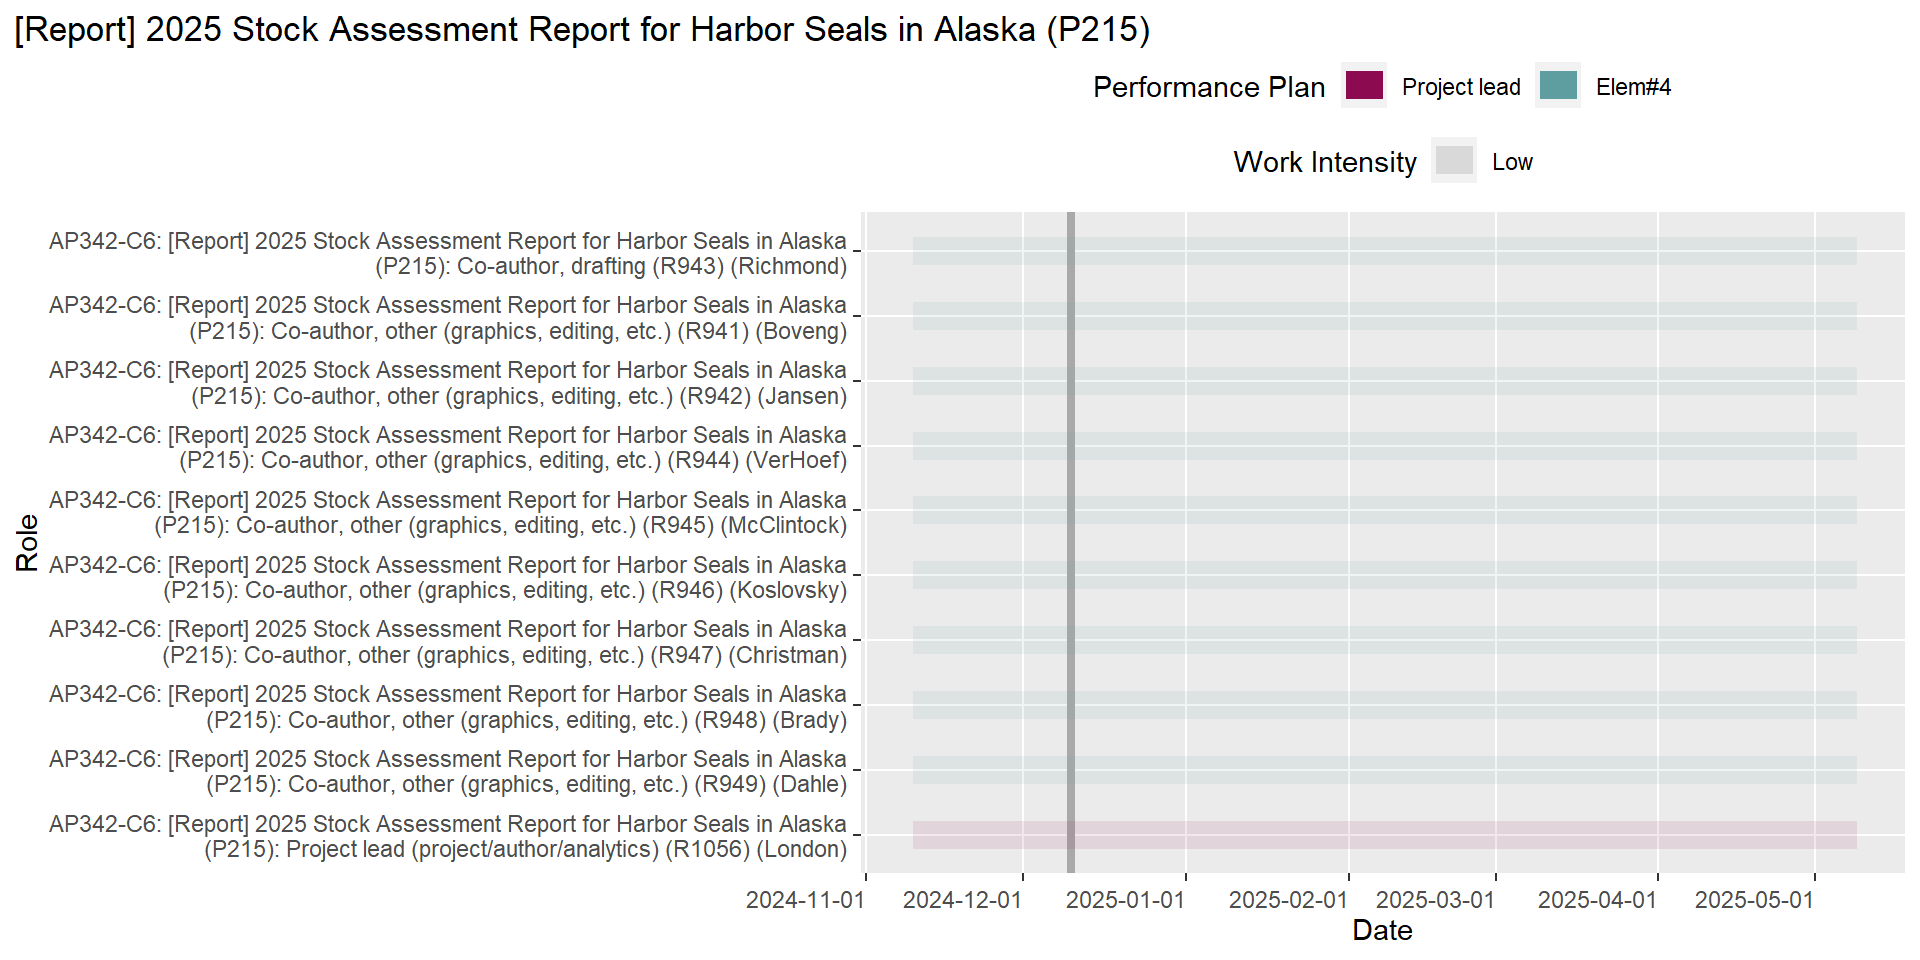 [Report] 2025 Stock Assessment Report for Harbor Seals in Alaska (P215)
Performance Plan Project lead Elem#4
Work Intensity Low
AP342-C6: [Report] 2025 Stock Assessment Report for Harbor Seals in Alaska
(P215): Co-author, drafting (R943) (Richmond)
AP342-C6: [Report] 2025 Stock Assessment Report for Harbor Seals in Alaska
(P215): Co-author, other (graphics, editing, etc.) (R941) (Boveng)
AP342-C6: [Report] 2025 Stock Assessment Report for Harbor Seals in Alaska
(P215): Co-author, other (graphics, editing, etc.) (R942) (Jansen)
AP342-C6: [Report] 2025 Stock Assessment Report for Harbor Seals in Alaska
(P215): Co-author, other (graphics, editing, etc.) (R944) (VerHoef)
AP342-C6: [Report] 2025 Stock Assessment Report for Harbor Seals in Alaska
(P215): Co-author, other (graphics, editing, etc.) (R945) (McClintock)
AP342-C6: [Report] 2025 Stock Assessment Report for Harbor Seals in Alaska
(P215): Co-author, other (graphics, editing, etc.) (R946) (Koslovsky)
AP342-C6: [Report] 2025 Stock Assessment Report for Harbor Seals in Alaska
(P215): Co-author, other (graphics, editing, etc.) (R947) (Christman)
AP342-C6: [Report] 2025 Stock Assessment Report for Harbor Seals in Alaska
(P215): Co-author, other (graphics, editing, etc.) (R948) (Brady)
AP342-C6: [Report] 2025 Stock Assessment Report for Harbor Seals in Alaska
(P215): Co-author, other (graphics, editing, etc.) (R949) (Dahle)
AP342-C6: [Report] 2025 Stock Assessment Report for Harbor Seals in Alaska
(P215): Project lead (project/author/analytics) (R1056) (London)
Role
2024-11-01 2024-12-01 2025-01-01 2025-02-01 2025-03-01 2025-04-01 2025-05-01
Date